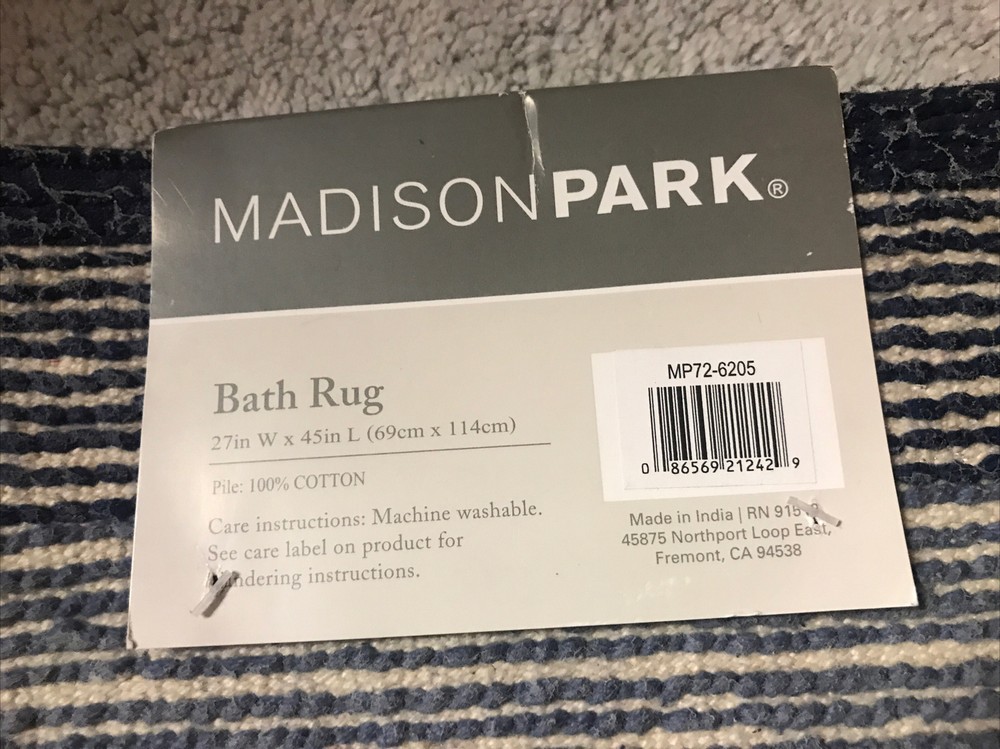 MADISONPARK®
Bath Rug
27in W x 45in L (69cm x 114cm)
Pile: 100% COTTON
Care instructions: Machine washable.
See care label on product for
instructions.
MP72-6205
0 86569 21242 9
Made in India | RN
45875 Northport Loop East,
Fremont, CA 94538